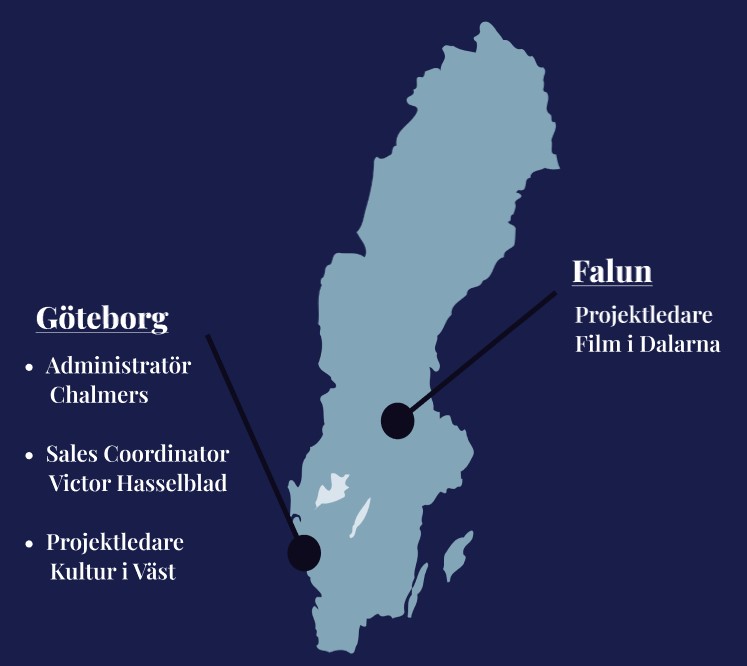 Göteborg
• Administratör
Chalmers
• Sales Coordinator
Victor Hasselblad
• Projektledare
Kultur i Väst
Falun
Projektledare
Film i Dalarna